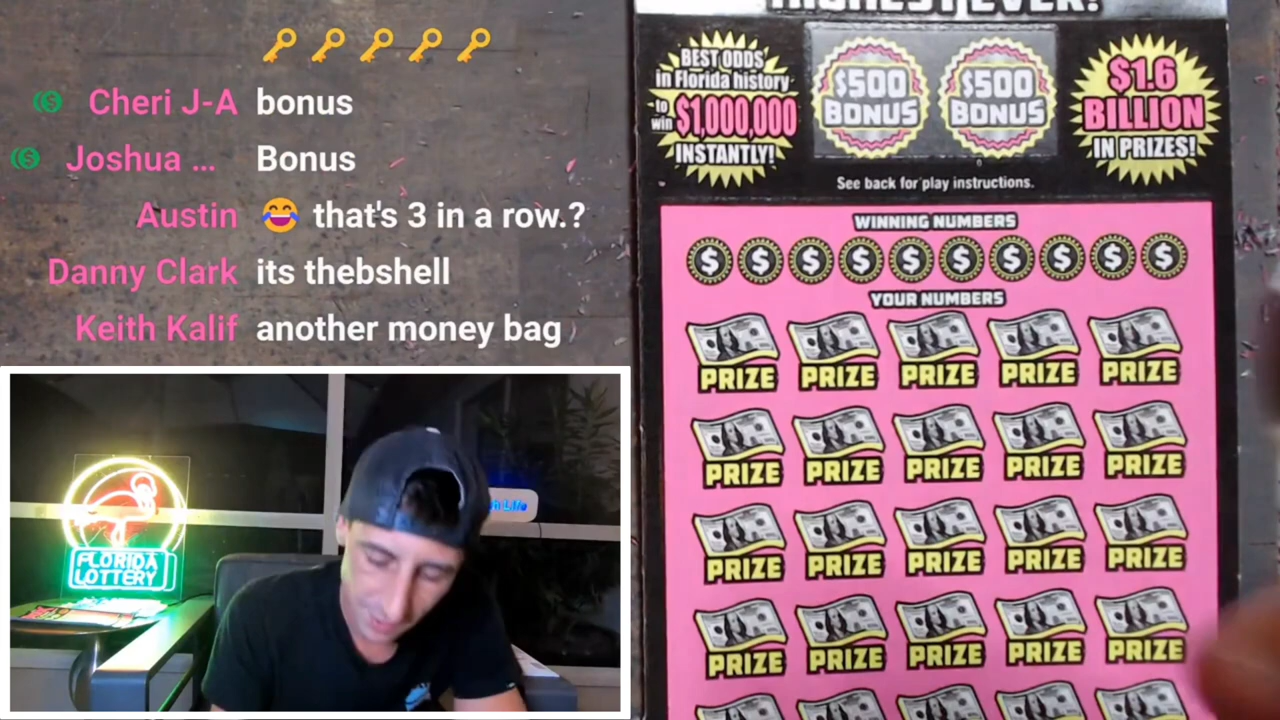 Cheri J-A bonus
Joshua ... Bonus
Austin 😂 that's 3 in a row.?
Danny Clark its thebshell
Keith Kalif another money bag
FLORIDA
LOTTERY
HIGHEST EVER!
BEST ODDS
in Florida history
to win $1,000,000
INSTANTLY!
$500
BONUS
$500
BONUS
$1.6
BILLION
IN PRIZES!
See back for play instructions.
WINNING NUMBERS
$ $ $ $ $ $ $ $ $ $
YOUR NUMBERS
PRIZE PRIZE PRIZE PRIZE PRIZE
PRIZE PRIZE PRIZE PRIZE PRIZE
PRIZE PRIZE PRIZE PRIZE PRIZE
PRIZE PRIZE PRIZE PRIZE PRIZE